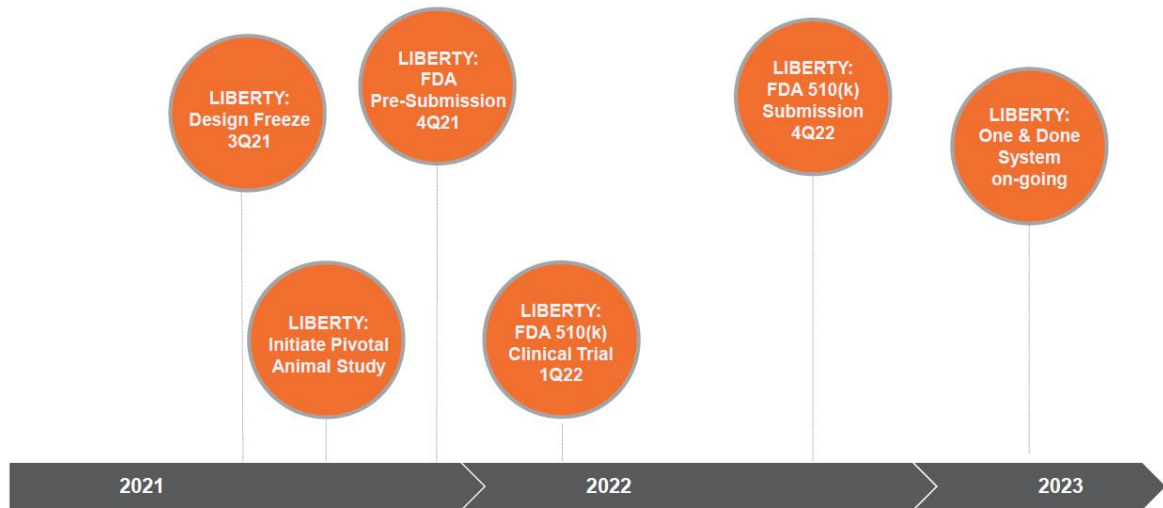 LIBERTY:
Design Freeze
3Q21
LIBERTY:
FDA
Pre-Submission
4Q21
LIBERTY:
FDA 510(k)
Submission
4Q22
LIBERTY:
One & Done
System
on-going
LIBERTY:
Initiate Pivotal
Animal Study
LIBERTY:
FDA 510(k)
Clinical Trial
1Q22
2021
2022
2023